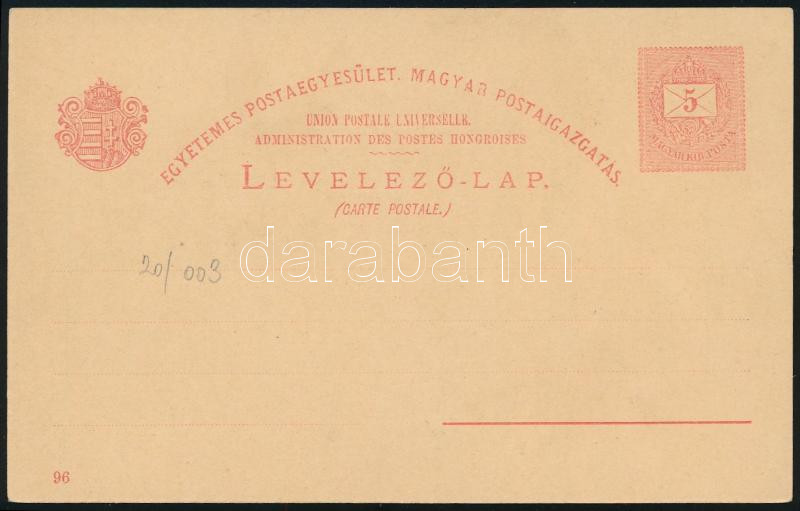 EGYETEMES POSTAEGYESÜLET. MAGYAR POSTAIGAZGATÁS.
UNION POSTALE UNIVERSELLE.
ADMINISTRATION DES POSTES HONGROISES
LEVELEZŐ-LAP.
(CARTE POSTALE.)
5
MAGYAR KIR. POSTA
20/003
darabanth
96